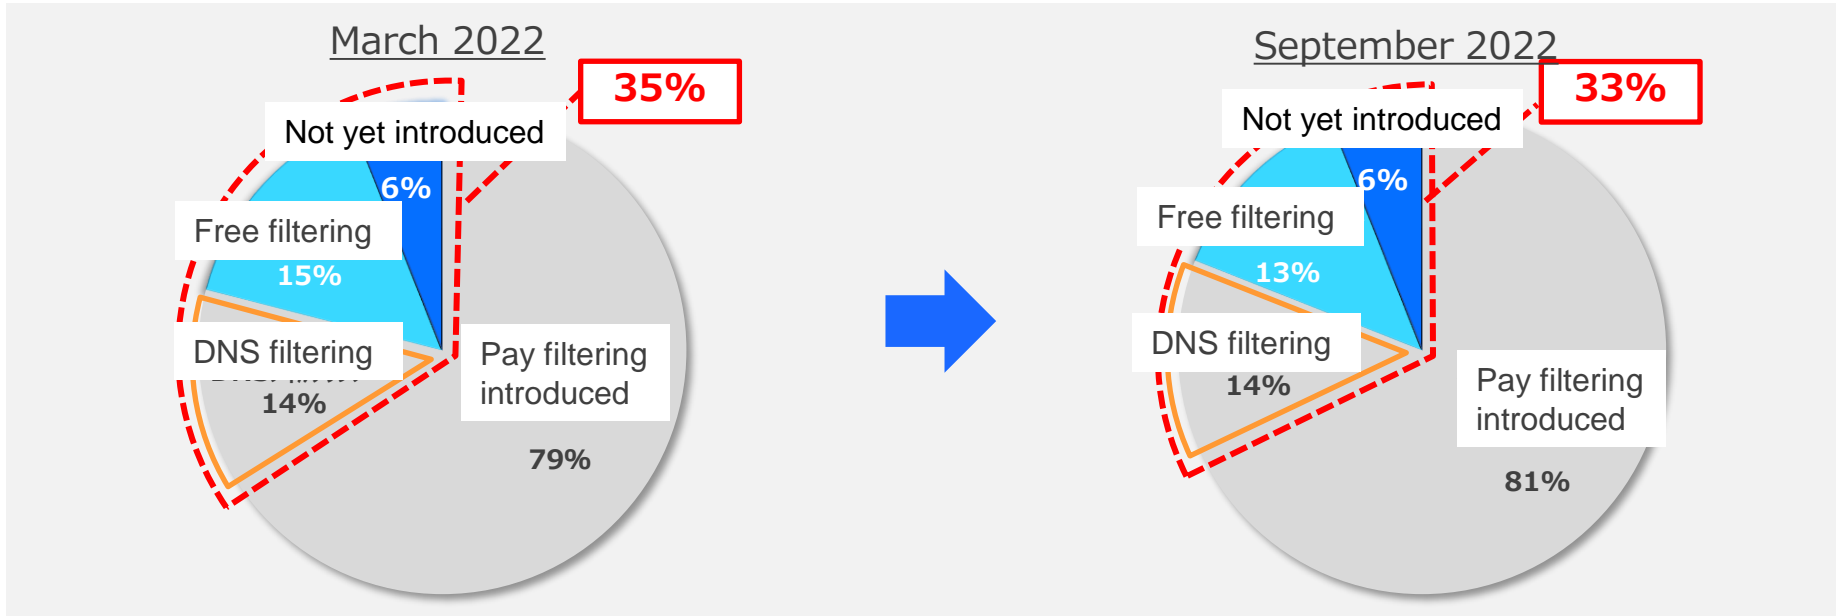 March 2022
35%
Not yet introduced
6%
Free filtering
15%
DNS filtering
14%
Pay filtering
introduced
79%
September 2022
33%
Not yet introduced
6%
Free filtering
13%
DNS filtering
14%
Pay filtering
introduced
81%